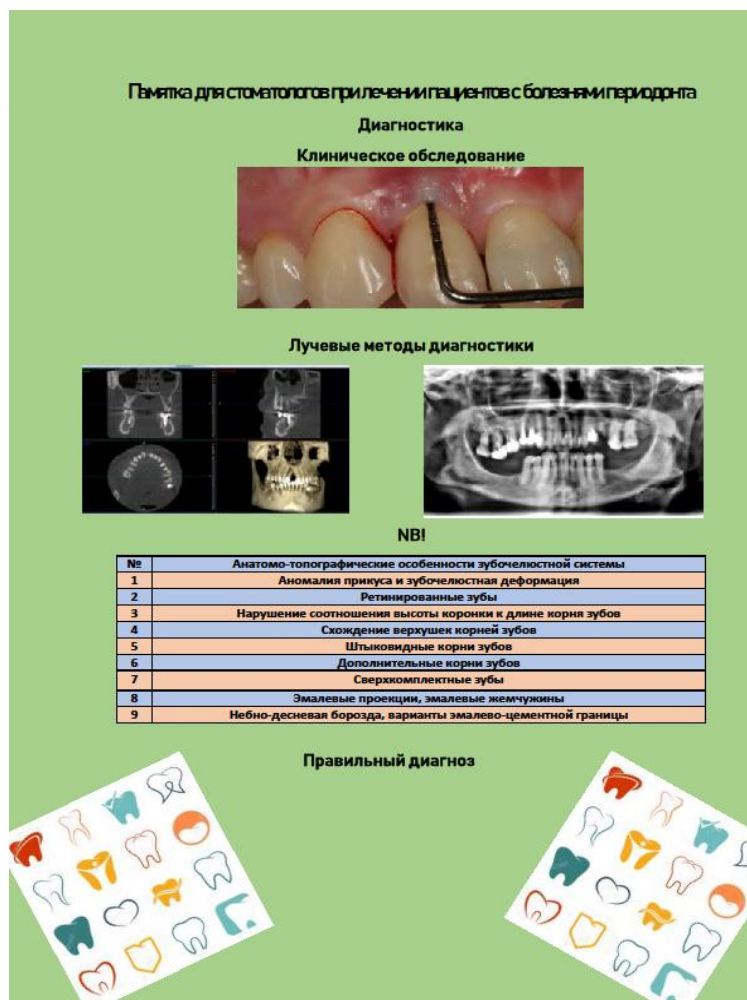 Памятка для стоматологов при лечении пациентов с болезнями периодонта
Диагностика
Клиническое обследование
Лучевые методы диагностики
NB!
№ Анатомо-топографические особенности зубочелюстной системы
1 Аномалия прикуса и зубочелюстная деформация
2 Ретинированные зубы
3 Нарушение соотношения высоты коронки к длине корня зубов
4 Схождение верхушек корней зубов
5 Штыковидные корни зубов
6 Дополнительные корни зубов
7 Сверхкомплектные зубы
8 Эмалевые проекции, эмалевые жемчужины
9 Небно-десневая борозда, варианты эмалево-цементной границы
Правильный диагноз